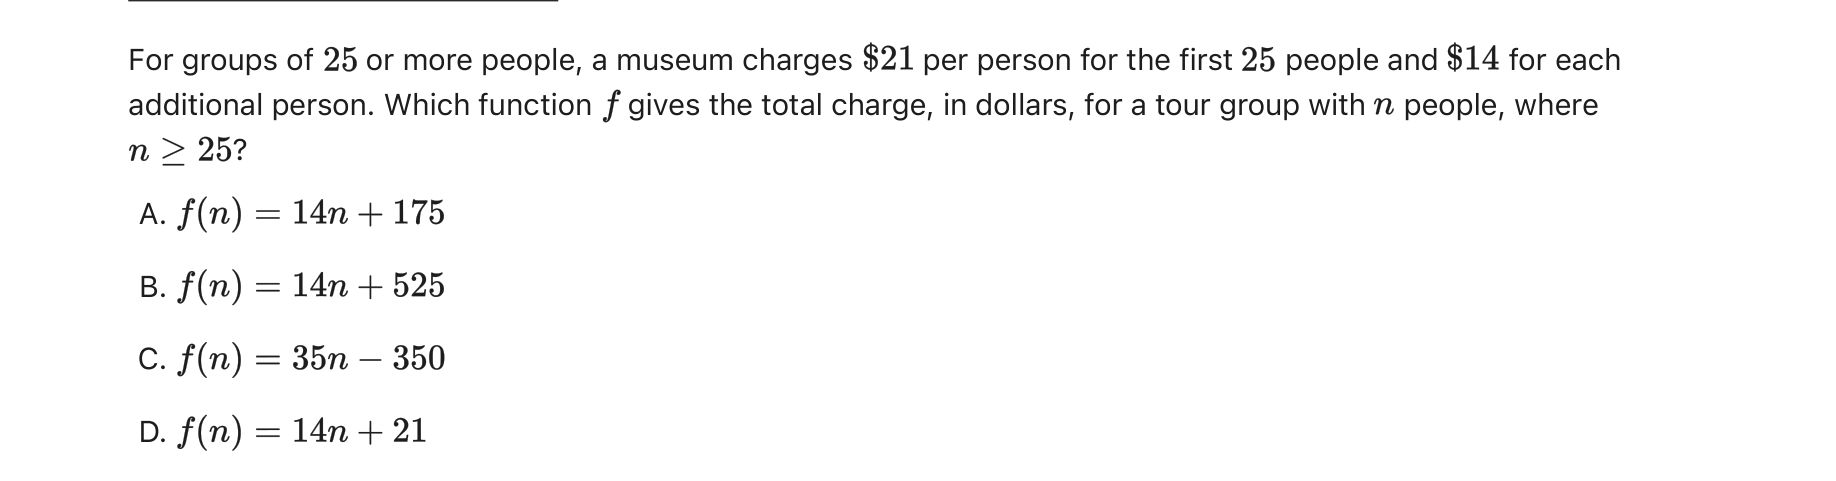 For groups of 25 or more people, a museum charges $21 per person for the first 25 people and $14 for each
additional person. Which function f gives the total charge, in dollars, for a tour group with n people, where
n ≥ 25?
A. f(n) = 14n + 175
B. f(n) = 14n + 525
C. f(n) = 35n − 350
D. f(n) = 14n + 21